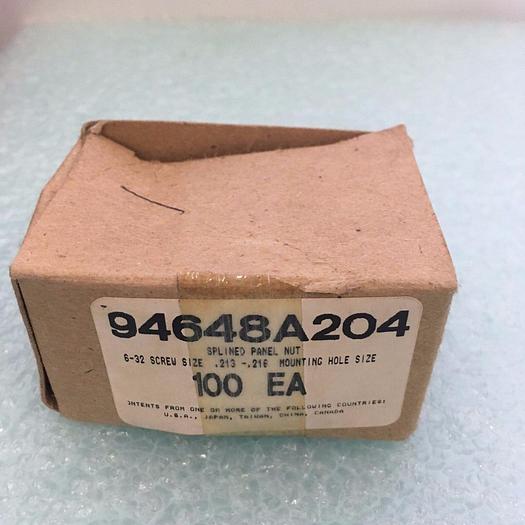 94648A204
SPLINED PANEL NUT
6-32 SCREW SIZE .213 -.216 MOUNTING HOLE SIZE
100 EA
ONTENTS FROM ONE OR MORE OF THE FOLLOWING COUNTRIES:
U.S.A., JAPAN, TAIWAN, CHINA, CANADA